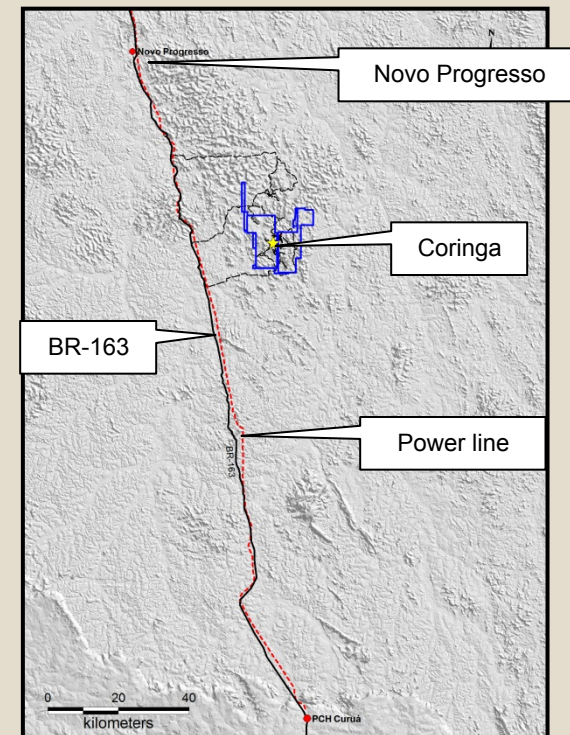 N
Novo Progresso
Novo Progresso
Coringa
BR-163
Power line
BR-163
0 20 40
kilometers
PCH Curuá